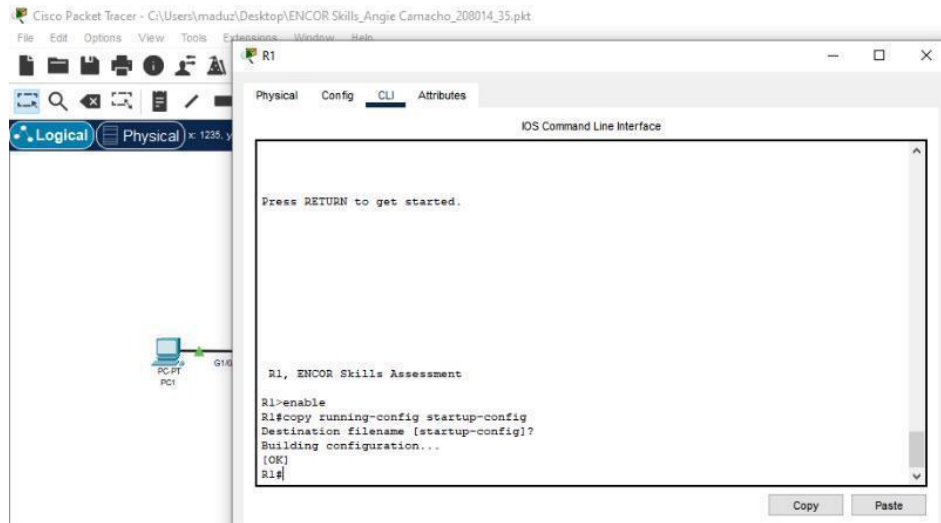 Cisco Packet Tracer - C:\Users\maduz\Desktop\ENCOR Skills_Angie Camacho_208014_35.pkt
File Edit Options View Tools Extensions Window Help
R1
Physical Config CLI Attributes
Logical Physical x: 1235, y
IOS Command Line Interface
Press RETURN to get started.
R1, ENCOR Skills Assessment
R1>enable
R1#copy running-config startup-config
Destination filename [startup-config]?
Building configuration...
[OK]
R1#
PC-PT
PC1
G1/0
Copy Paste